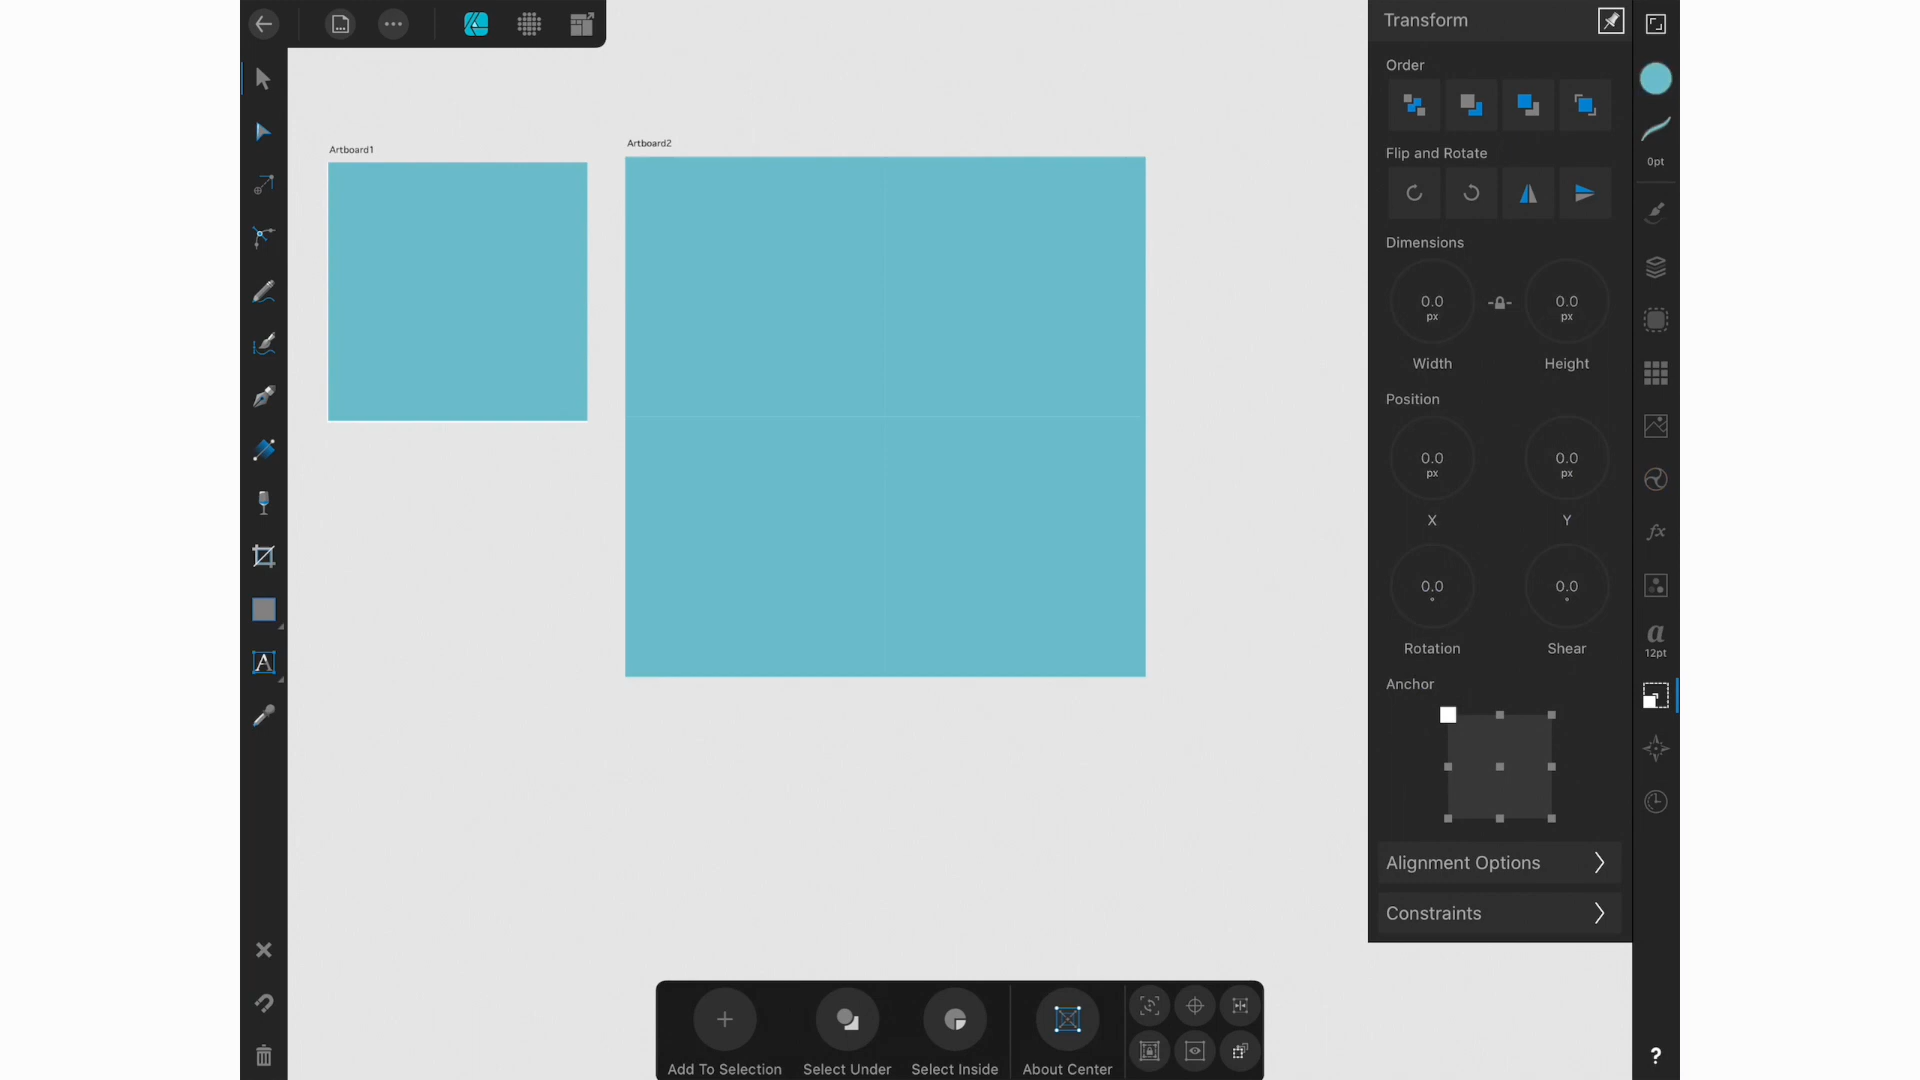 Transform
Order
0pt
Artboard1
Artboard2
Flip and Rotate
Dimensions
0.0
px
0.0
px
Width
Height
Position
0.0
px
0.0
px
X
Y
fx
0.0
°
0.0
°
a
12pt
Rotation
Shear
A
Anchor
Alignment Options
Constraints
Add To Selection
Select Under
Select Inside
About Center
?